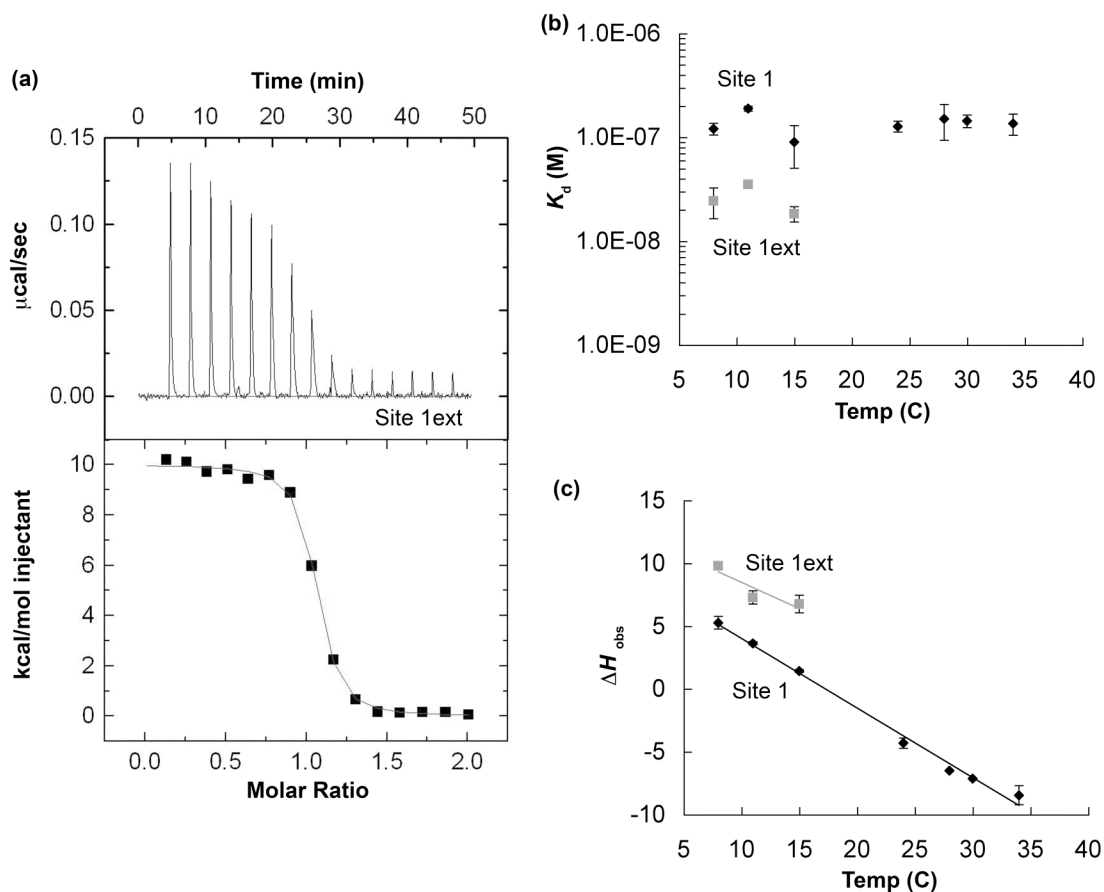 (a)
Time (min)
0 10 20 30 40 50
0.15
0.10
0.05
0.00
μcal/sec
Site 1ext
10
8
6
4
2
0
kcal/mol injectant
0.0 0.5 1.0 1.5 2.0
Molar Ratio
(b)
1.0E-06
1.0E-07
1.0E-08
1.0E-09
Kd (M)
Site 1
Site 1ext
5 10 15 20 25 30 35 40
Temp (C)
(c)
15
10
5
0
-5
-10
ΔHobs
Site 1ext
Site 1
5 10 15 20 25 30 35 40
Temp (C)